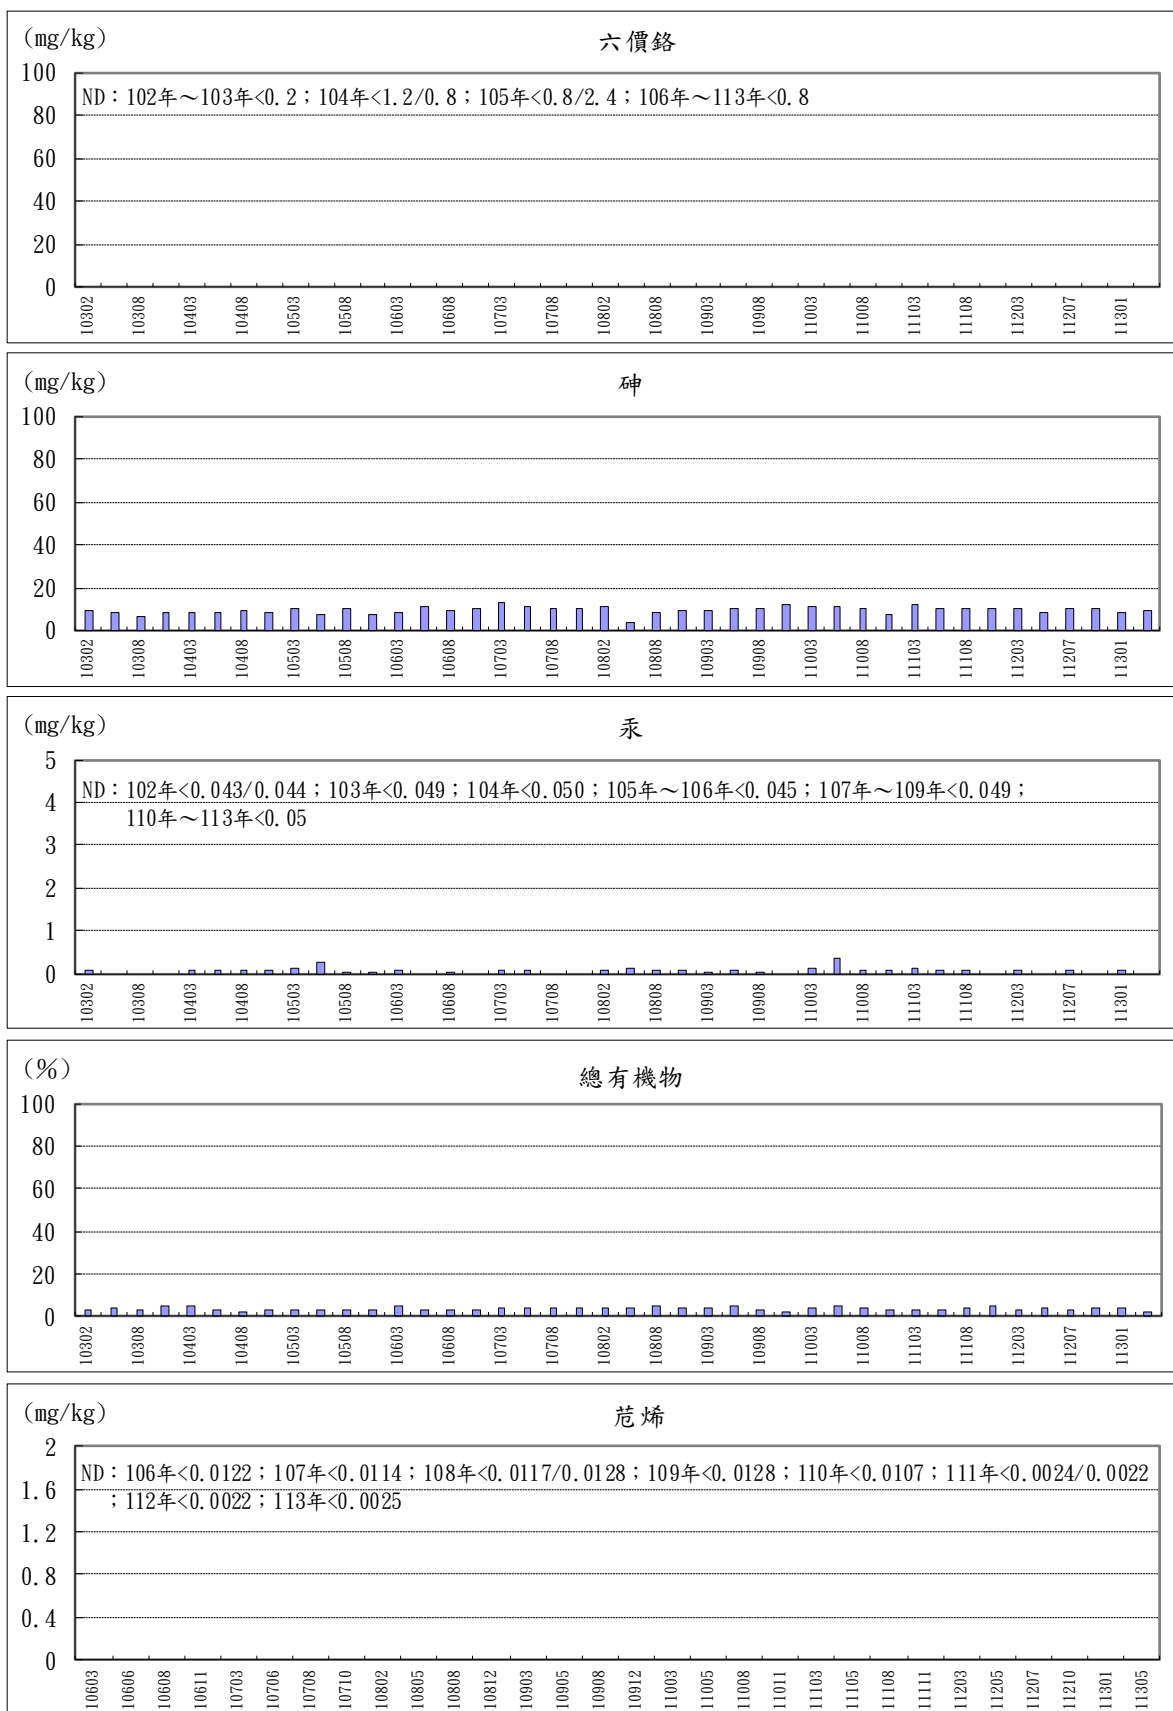 (mg/kg)
六價鉻
100
ND：102年～103年<0.2；104年<1.2/0.8；105年<0.8/2.4；106年～113年<0.8
80
60
40
20
0
10302 10308 10403 10408 10503 10508 10603 10608 10703 10708 10802 10808 10903 10908 11003 11008 11103 11108 11203 11207 11301
(mg/kg)
砷
100
80
60
40
20
0
10302 10308 10403 10408 10503 10508 10603 10608 10703 10708 10802 10808 10903 10908 11003 11008 11103 11108 11203 11207 11301
(mg/kg)
汞
5
ND：102年<0.043/0.044；103年<0.049；104年<0.050；105年～106年<0.045；107年～109年<0.049；
4
110年～113年<0.05
3
2
1
0
10302 10308 10403 10408 10503 10508 10603 10608 10703 10708 10802 10808 10903 10908 11003 11008 11103 11108 11203 11207 11301
(%)
總有機物
100
80
60
40
20
0
10302 10308 10403 10408 10503 10508 10603 10608 10703 10708 10802 10808 10903 10908 11003 11008 11103 11108 11203 11207 11301
(mg/kg)
苊烯
2
ND：106年<0.0122；107年<0.0114；108年<0.0117/0.0128；109年<0.0128；110年<0.0107；111年<0.0024/0.0022
1.6
；112年<0.0022；113年<0.0025
1.2
0.8
0.4
0
10603 10606 10608 10611 10703 10706 10708 10710 10802 10805 10808 10812 10903 10905 10908 10912 11003 11005 11008 11011 11103 11105 11108 11111 11203 11205 11207 11210 11301 11305